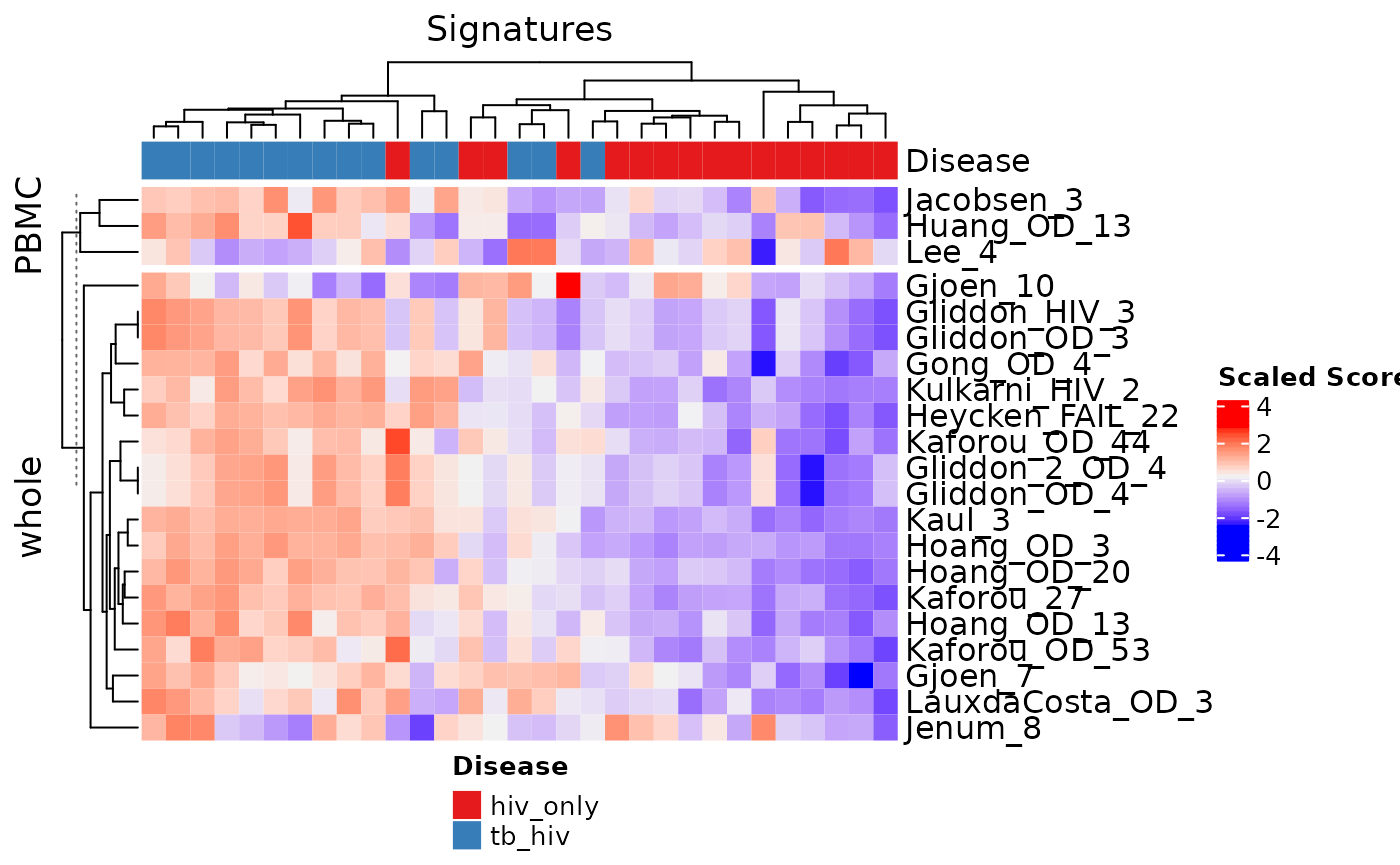 Signatures
Disease
PBMC
Jacobsen_3
Huang_OD_13
Lee_4
whole
Gjoen_10
Gliddon_HIV_3
Gliddon_OD_3
Gong_OD_4
Kulkarni_HIV_2
Heycken_FAIL_22
Kaforou_OD_44
Gliddon_2_OD_4
Gliddon_OD_4
Kaul_3
Hoang_OD_3
Hoang_OD_20
Kaforou_27
Hoang_OD_13
Kaforou_OD_53
Gjoen_7
LauxdaCosta_OD_3
Jenum_8
Scaled Score
4
2
0
-2
-4
Disease
hiv_only
tb_hiv